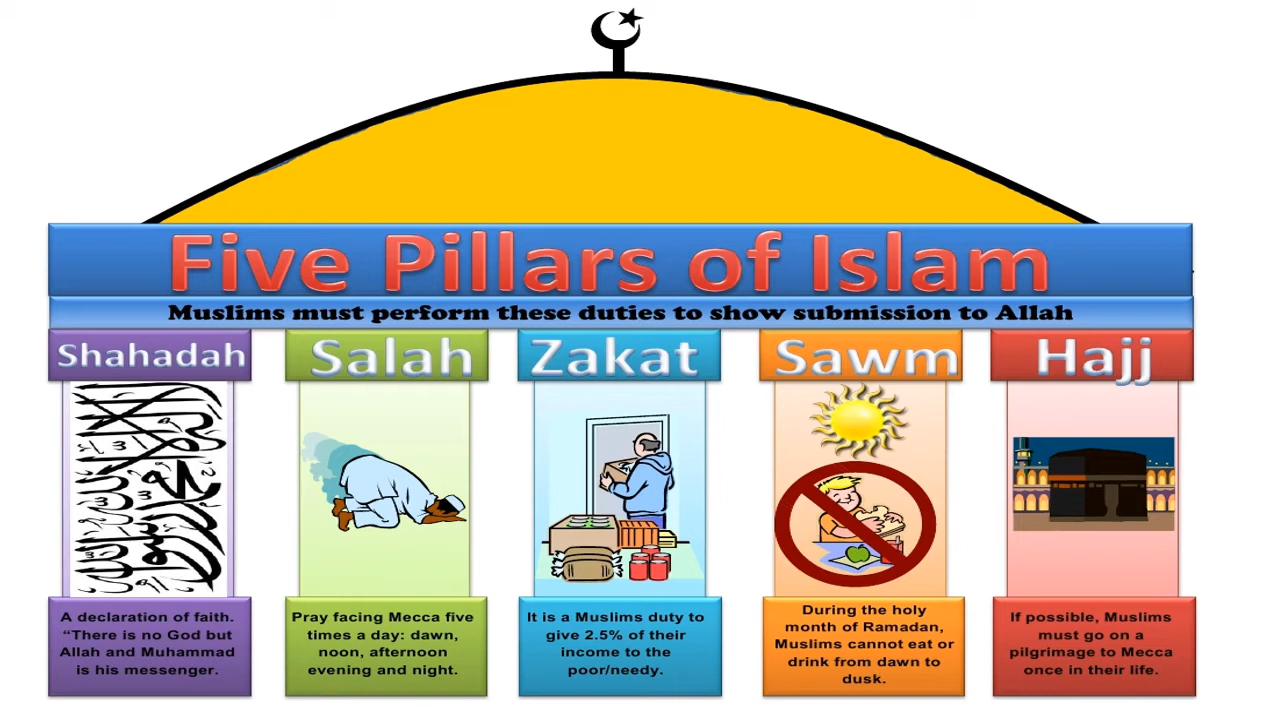 Five Pillars of Islam
Muslims must perform these duties to show submission to Allah
Shahadah
A declaration of faith.
“There is no God but
Allah and Muhammad
is his messenger.
Salah
Pray facing Mecca five
times a day: dawn,
noon, afternoon
evening and night.
Zakat
It is a Muslims duty to
give 2.5% of their
income to the
poor/needy.
Sawm
During the holy
month of Ramadan,
Muslims cannot eat or
drink from dawn to
dusk.
Hajj
If possible, Muslims
must go on a
pilgrimage to Mecca
once in their life.